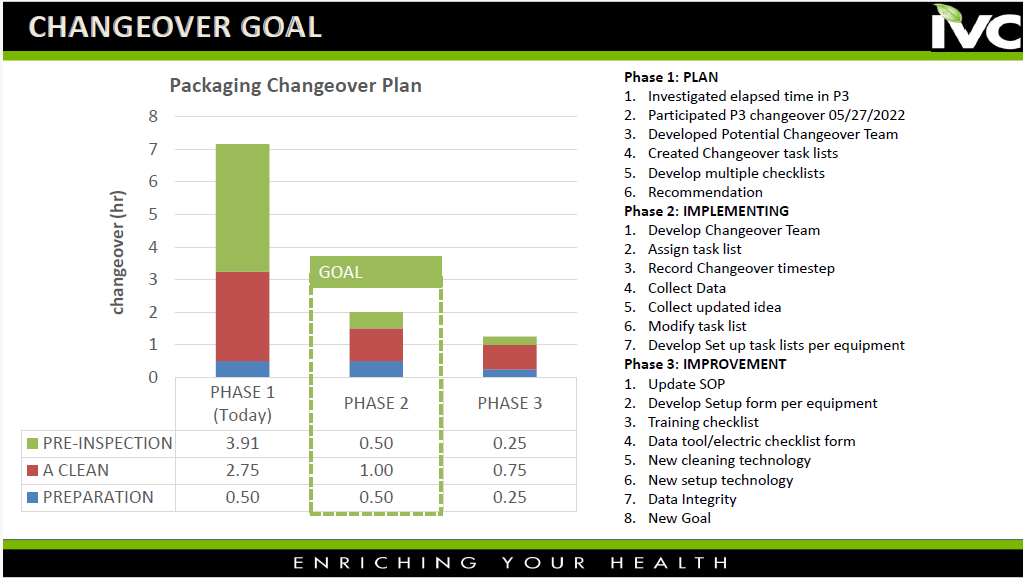 CHANGEOVER GOAL
IVC
Packaging Changeover Plan
changeover (hr)
8
7
6
5
4
3
2
1
0
GOAL
PHASE 1 PHASE 2 PHASE 3
(Today)
PRE-INSPECTION 3.91 0.50 0.25
A CLEAN 2.75 1.00 0.75
PREPARATION 0.50 0.50 0.25
Phase 1: PLAN
1. Investigated elapsed time in P3
2. Participated P3 changeover 05/27/2022
3. Developed Potential Changeover Team
4. Created Changeover task lists
5. Develop multiple checklists
6. Recommendation
Phase 2: IMPLEMENTING
1. Develop Changeover Team
2. Assign task list
3. Record Changeover timestep
4. Collect Data
5. Collect updated idea
6. Modify task list
7. Develop Set up task lists per equipment
Phase 3: IMPROVEMENT
1. Update SOP
2. Develop Setup form per equipment
3. Training checklist
4. Data tool/electric checklist form
5. New cleaning technology
6. New setup technology
7. Data Integrity
8. New Goal
ENRICHING YOUR HEALTH